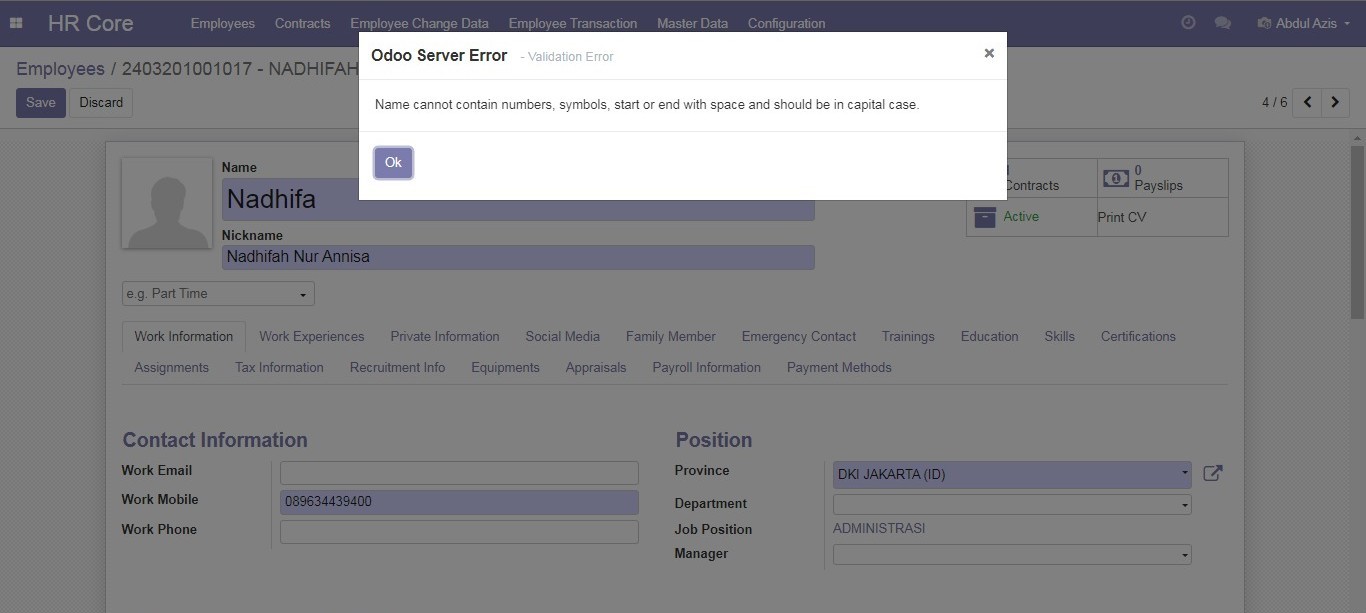 HR Core Employees Contracts Employee Change Data Employee Transaction Master Data Configuration Abdul Azis
Employees / 2403201001017 - NADHIFAH
Save Discard
4 / 6
Odoo Server Error - Validation Error ×
Name cannot contain numbers, symbols, start or end with space and should be in capital case.
Ok
Name
Nadhifa
Nickname
Nadhifah Nur Annisa
e.g. Part Time
Contracts
0
Payslips
Active
Print CV
Work Information Work Experiences Private Information Social Media Family Member Emergency Contact Trainings Education Skills Certifications
Assignments Tax Information Recruitment Info Equipments Appraisals Payroll Information Payment Methods
Contact Information
Work Email
Work Mobile 089634439400
Work Phone
Position
Province DKI JAKARTA (ID)
Department
Job Position ADMINISTRASI
Manager